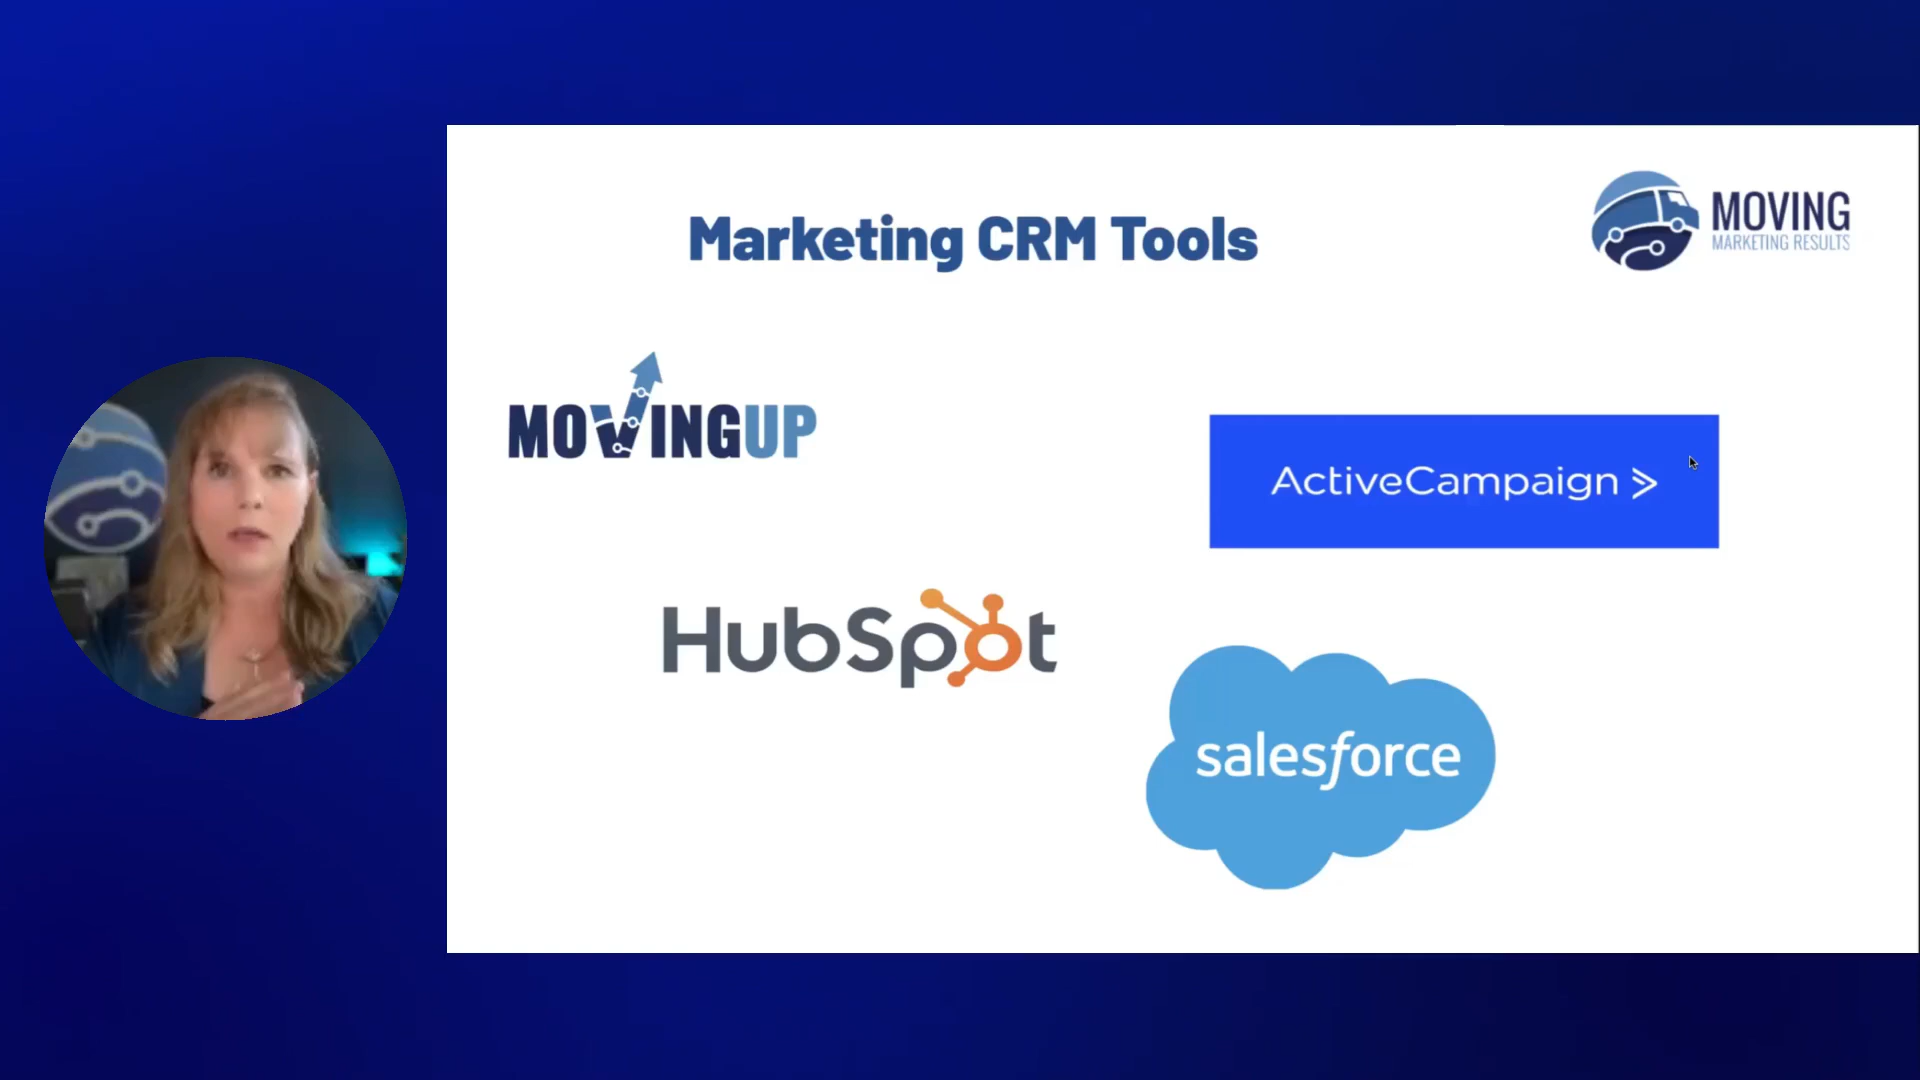 Marketing CRM Tools
MOVING
MARKETING RESULTS
MOVINGUP
ActiveCampaign
HubSpot
salesforce